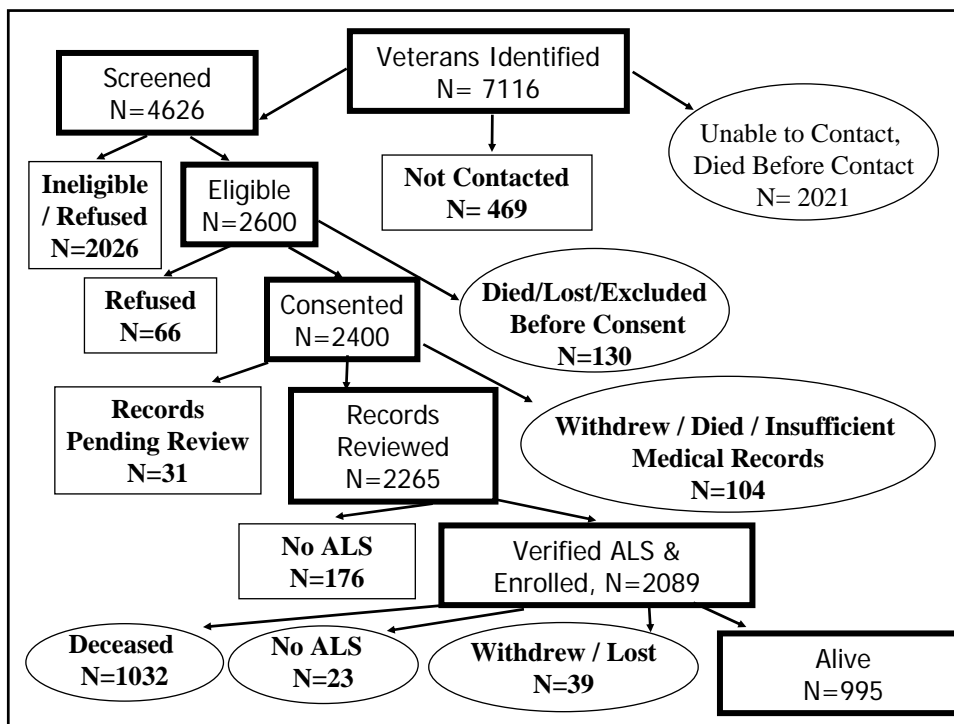 Veterans Identified
N= 7116
Screened
N=4626
Unable to Contact,
Died Before Contact
N= 2021
Not Contacted
N= 469
Ineligible
/ Refused
N=2026
Eligible
N=2600
Refused
N=66
Consented
N=2400
Died/Lost/Excluded
Before Consent
N=130
Records
Pending Review
N=31
Records
Reviewed
N=2265
Withdrew / Died / Insufficient
Medical Records
N=104
No ALS
N=176
Verified ALS &
Enrolled, N=2089
Deceased
N=1032
No ALS
N=23
Withdrew / Lost
N=39
Alive
N=995